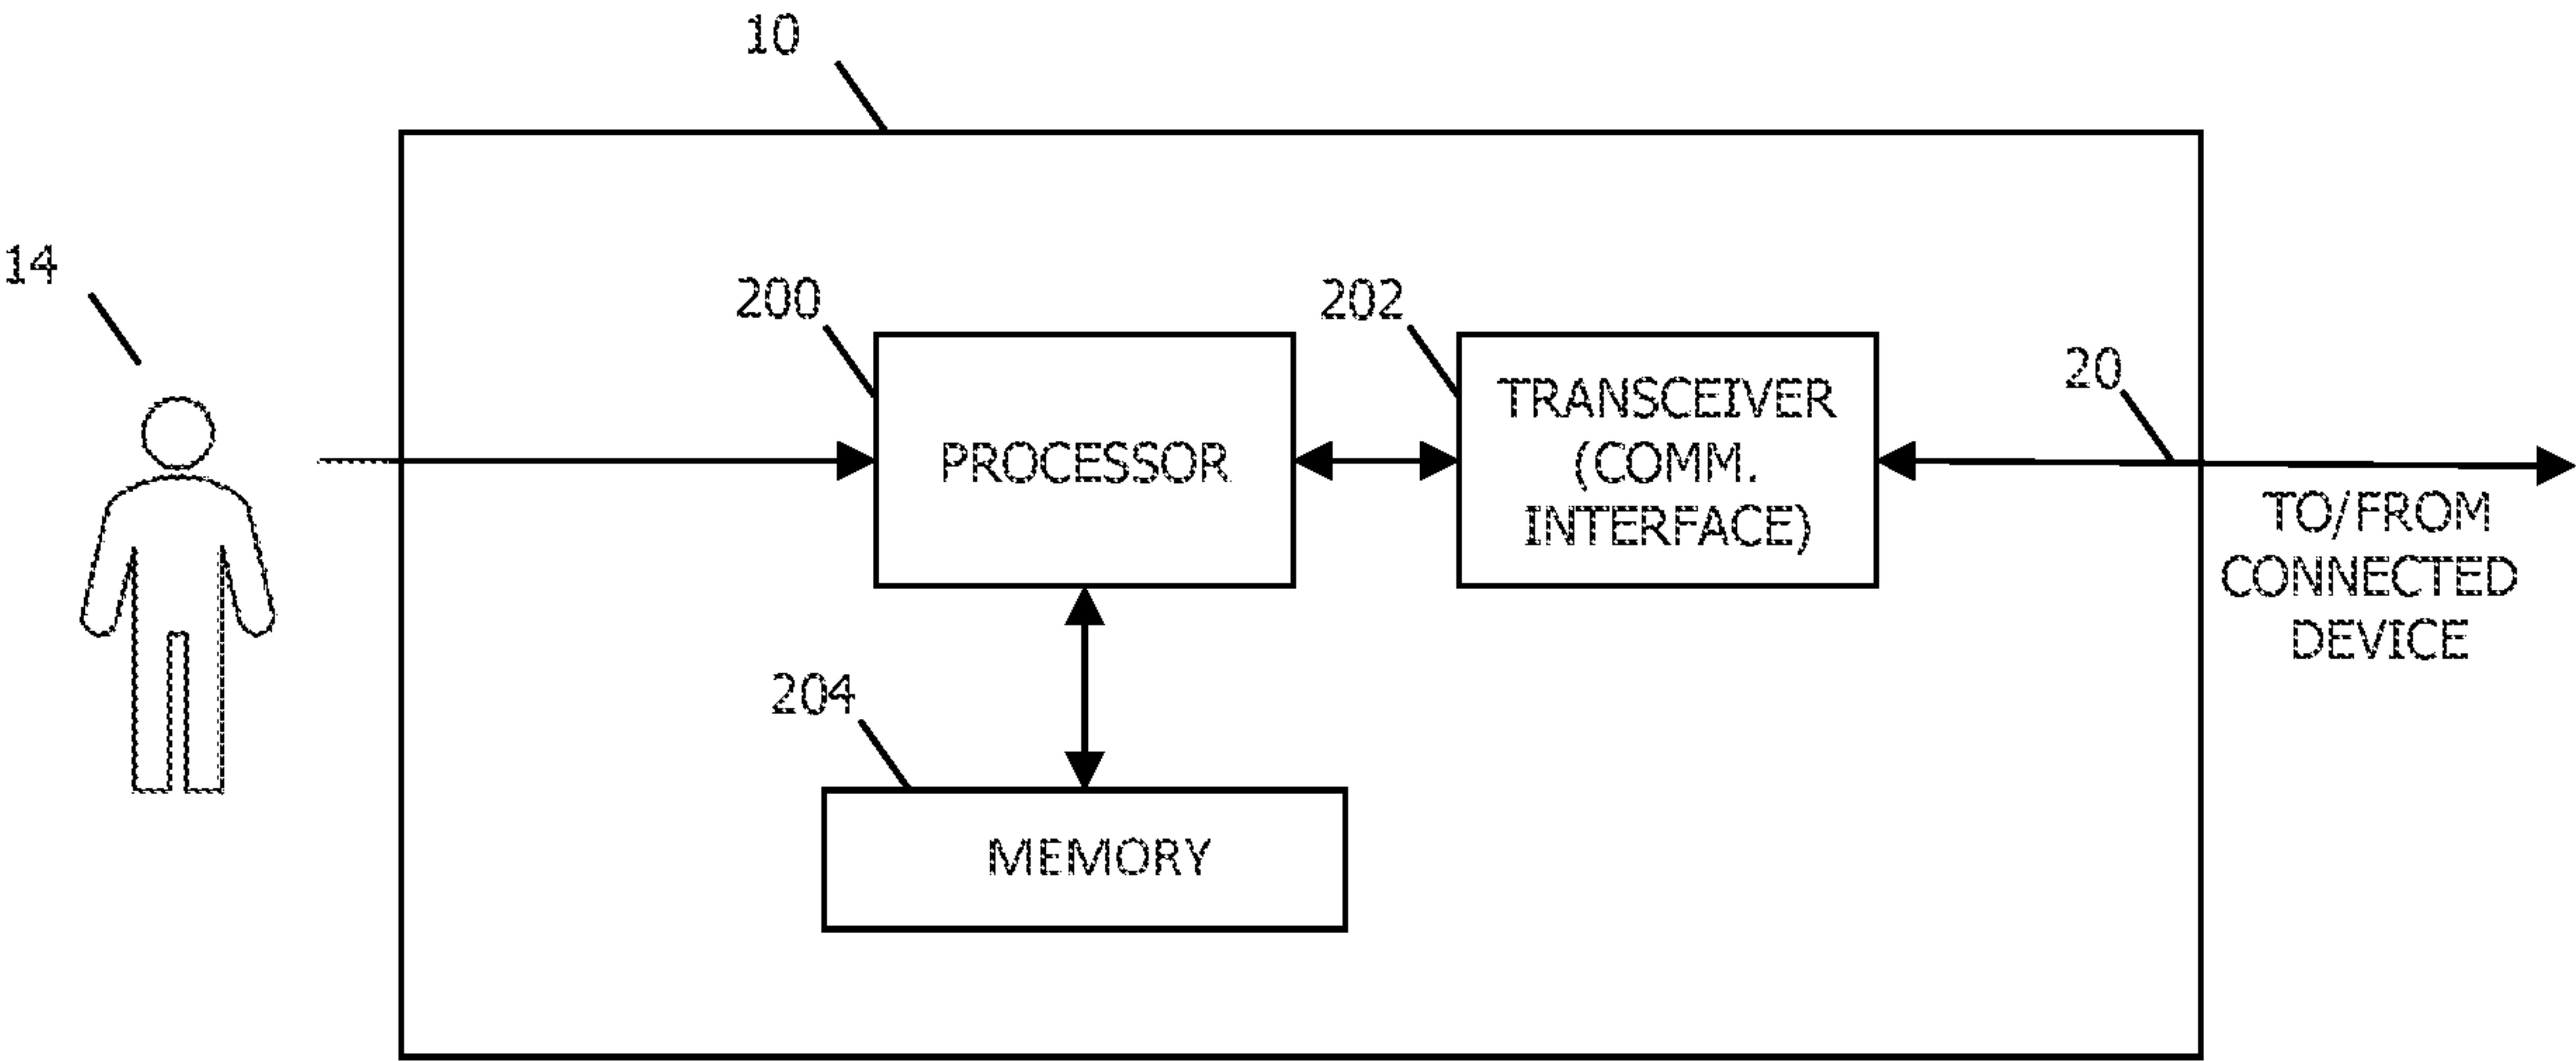 10
14
200
202
20
PROCESSOR
TRANSCEIVER
(COMM.
INTERFACE)
TO/FROM
CONNECTED
DEVICE
204
MEMORY